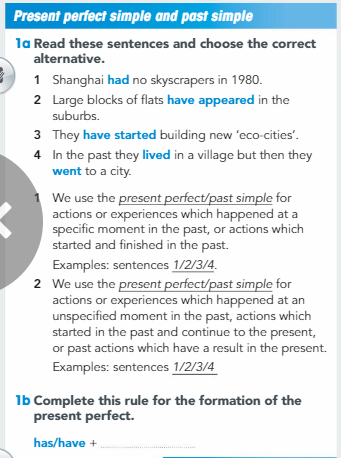 Present perfect simple and past simple
1a Read these sentences and choose the correct
alternative.
1 Shanghai had no skyscrapers in 1980.
2 Large blocks of flats have appeared in the
suburbs.
3 They have started building new 'eco-cities'.
4 In the past they lived in a village but then they
went to a city.
1 We use the present perfect/past simple for
actions or experiences which happened at a
specific moment in the past, or actions which
started and finished in the past.
Examples: sentences 1/2/3/4.
2 We use the present perfect/past simple for
actions or experiences which happened at an
unspecified moment in the past, actions which
started in the past and continue to the present,
or past actions which have a result in the present.
Examples: sentences 1/2/3/4
1b Complete this rule for the formation of the
present perfect.
has/have + ..............................